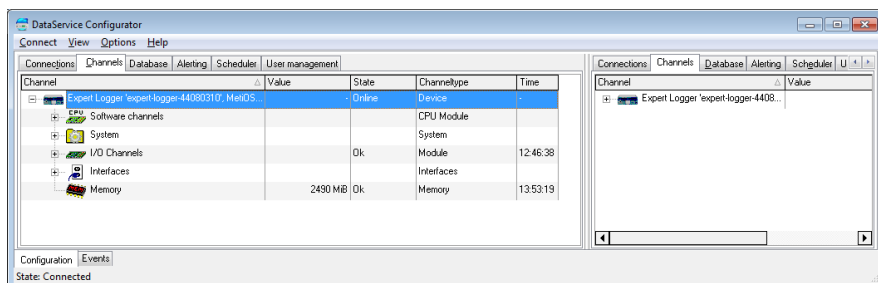 DataService Configurator
Connect View Options Help
Connections Channels Database Alerting Scheduler User management
Connections Channels Database Alerting Scheduler U
Channel Value State Channeltype Time
Channel Value
Expert Logger 'expert-logger-44080310', MetiOS... - Online Device -
Expert Logger 'expert-logger-4408...
CPU Software channels CPU Module
System System
I/O Channels Ok Module 12:46:38
Interfaces Interfaces
Memory 2490 MiB Ok Memory 13:53:19
Configuration Events
State: Connected